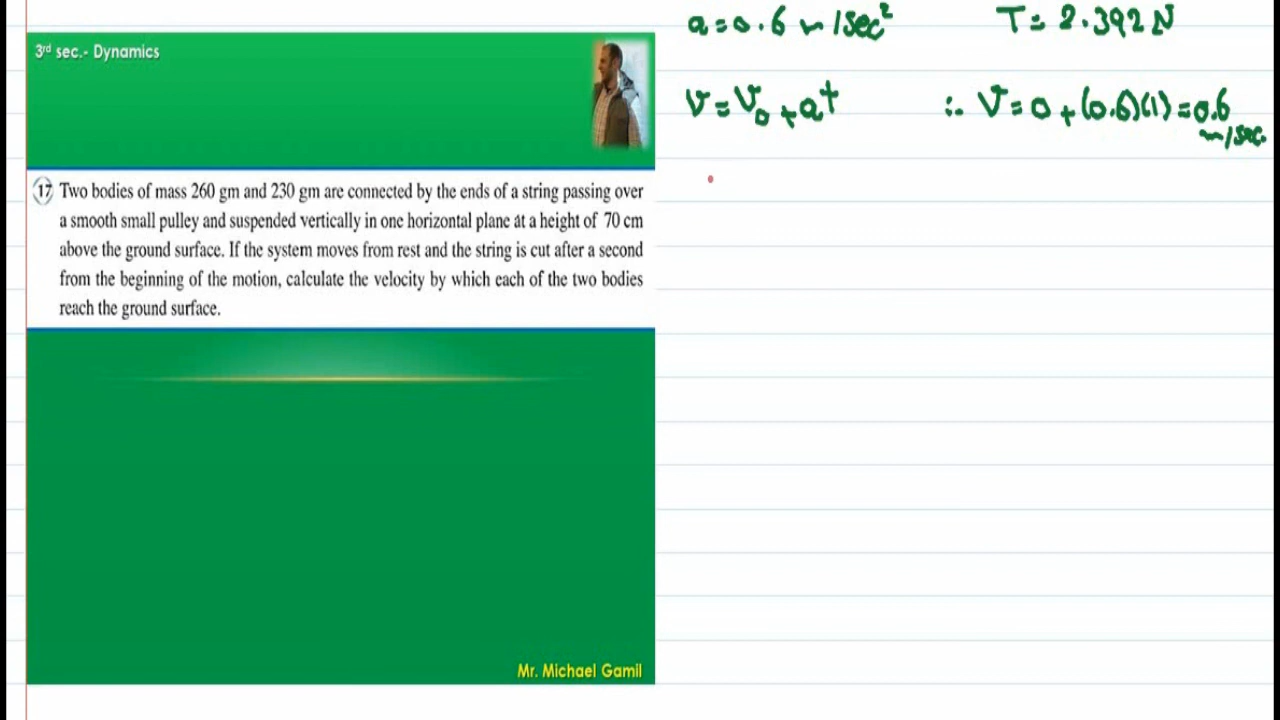 3rd sec.- Dynamics
17 Two bodies of mass 260 gm and 230 gm are connected by the ends of a string passing over
a smooth small pulley and suspended vertically in one horizontal plane at a height of 70 cm
above the ground surface. If the system moves from rest and the string is cut after a second
from the beginning of the motion, calculate the velocity by which each of the two bodies
reach the ground surface.
Mr. Michael Gamil
a = 0.6 m/sec² T = 2.392 N
V = V₀ + at ∴ V = 0 + (0.6)(1) = 0.6
m/sec.